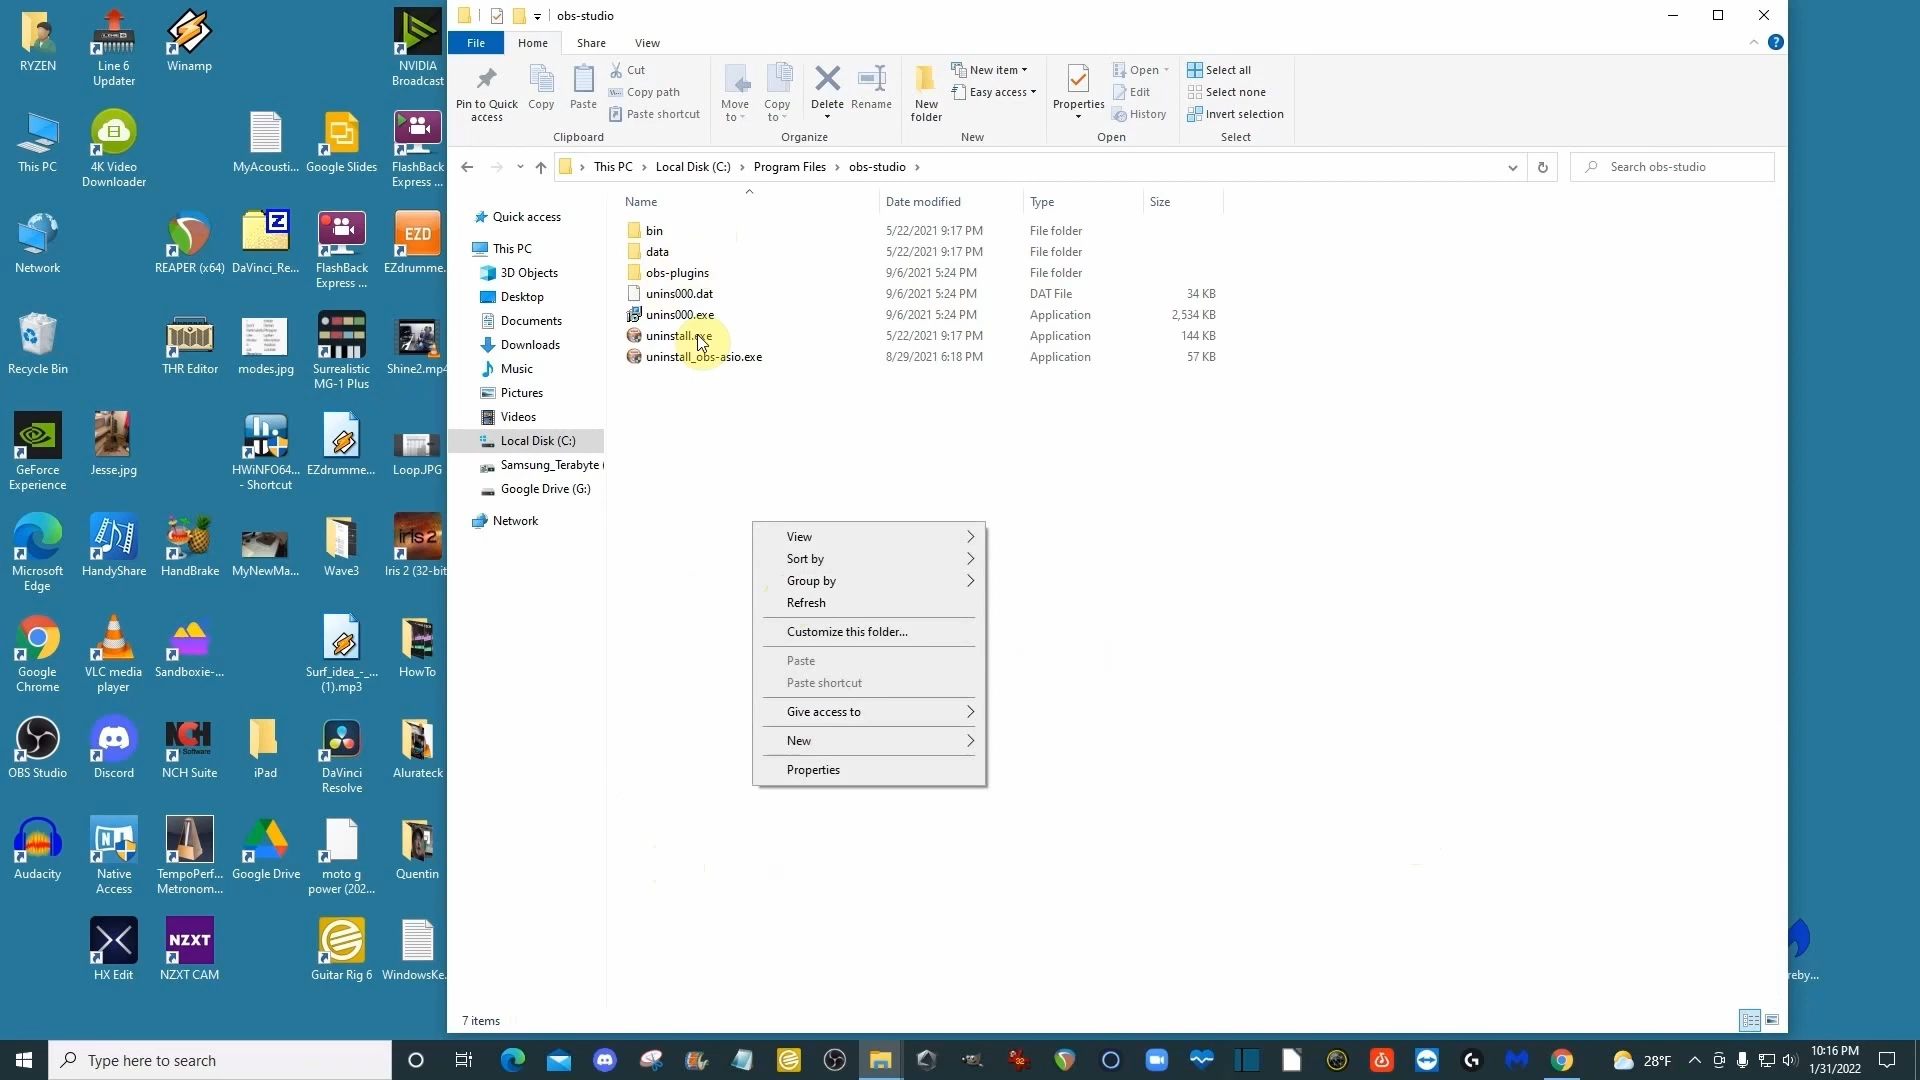 obs-studio
File
Home
Share
View
Pin to Quick access
Copy
Paste
Cut
Copy path
Paste shortcut
Clipboard
Move to
Copy to
Delete
Rename
Organize
New folder
New item
Easy access
New
Properties
Open
Edit
History
Open
Select all
Select none
Invert selection
Select
This PC
Local Disk (C:)
Program Files
obs-studio
Search obs-studio
Name
Date modified
Type
Size
bin 5/22/2021 9:17 PM File folder
data 5/22/2021 9:17 PM File folder
obs-plugins 9/6/2021 5:24 PM File folder
unins000.dat 9/6/2021 5:24 PM DAT File 34 KB
unins000.exe 9/6/2021 5:24 PM Application 2,534 KB
uninstall.exe 5/22/2021 9:17 PM Application 144 KB
uninstall_obs-asio.exe 8/29/2021 6:18 PM Application 57 KB
Quick access
This PC
3D Objects
Desktop
Documents
Downloads
Music
Pictures
Videos
Local Disk (C:)
Samsung_Terabyte (
Google Drive (G:)
Network
View
Sort by
Group by
Refresh
Customize this folder...
Paste
Paste shortcut
Give access to
New
Properties
7 items
RYZEN
Line 6 Updater
Winamp
NVIDIA Broadcast
This PC
4K Video Downloader
MyAcousti...
Google Slides
FlashBack Express ...
Network
REAPER (x64)
DaVinci_Re...
FlashBack Express ...
EZD
EZdrumme...
Recycle Bin
THR Editor
modes.jpg
Surrealistic MG-1 Plus
Shine2.mp4
GeForce Experience
Jesse.jpg
HWiNFO64... - Shortcut
EZdrumme...
Loop.JPG
Microsoft Edge
HandyShare
HandBrake
MyNewMa...
Wave3
iris 2
Iris 2 (32-bit
Google Chrome
VLC media player
Sandboxie-...
Surf_idea_-_... (1).mp3
HowTo
OBS Studio
Discord
NCH Software
NCH Suite
iPad
DaVinci Resolve
Alurateck
Audacity
Native Access
TempoPerf... Metronom...
Google Drive
moto g power (202...
Quentin
HX Edit
NZXT
NZXT CAM
Guitar Rig 6
WindowsKe...
reby...
Type here to search
28°F
10:16 PM
1/31/2022